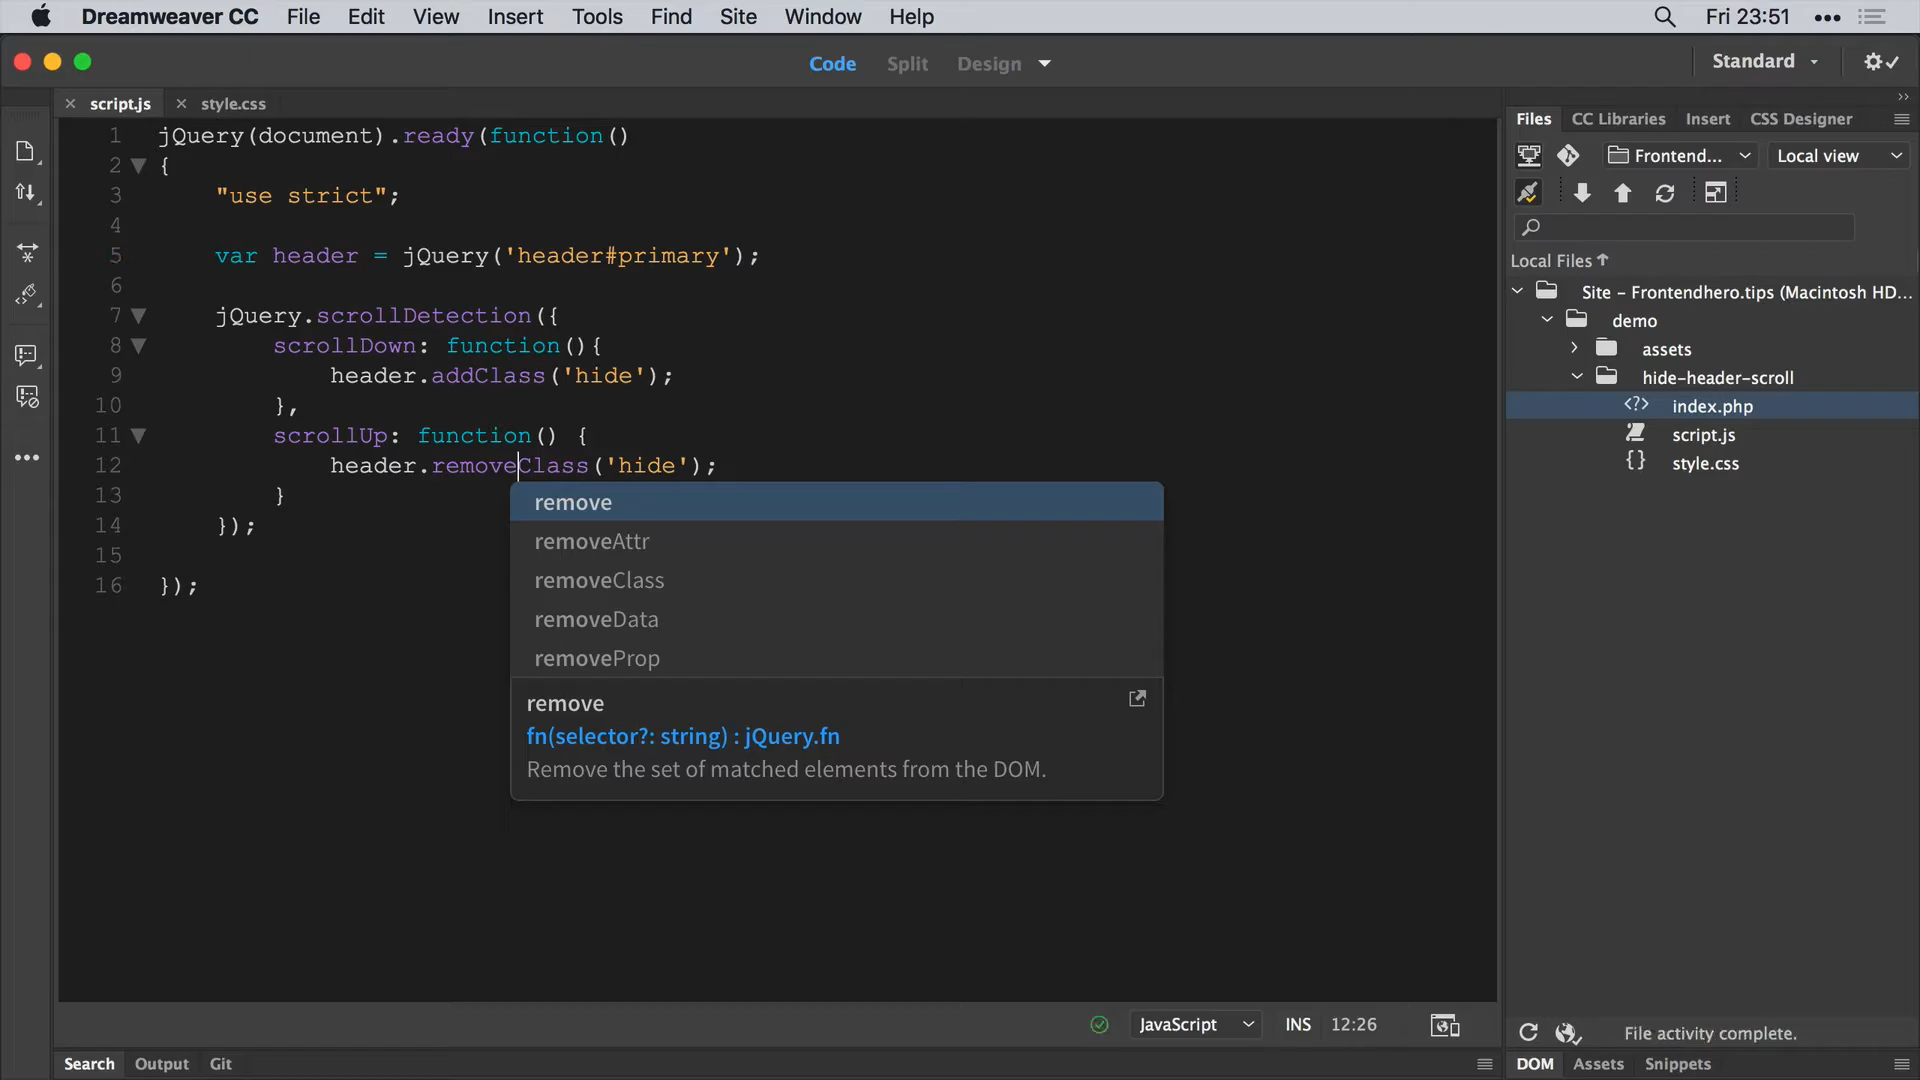 Dreamweaver CC File Edit View Insert Tools Find Site Window Help Fri 23:51
Code Split Design Standard
script.js style.css
1 jQuery(document).ready(function()
2 {
3 "use strict";
4
5 var header = jQuery('header#primary');
6
7 jQuery.scrollDetection({
8 scrollDown: function(){
9 header.addClass('hide');
10 },
11 scrollUp: function() {
12 header.removeClass('hide');
13 }
14 });
15
16 });
remove
removeAttr
removeClass
removeData
removeProp
remove
fn(selector?: string) : jQuery.fn
Remove the set of matched elements from the DOM.
Files CC Libraries Insert CSS Designer
Frontend... Local view
Local Files
Site – Frontendhero.tips (Macintosh HD...
demo
assets
hide-header-scroll
index.php
script.js
style.css
JavaScript INS 12:26
File activity complete.
Search Output Git
DOM Assets Snippets